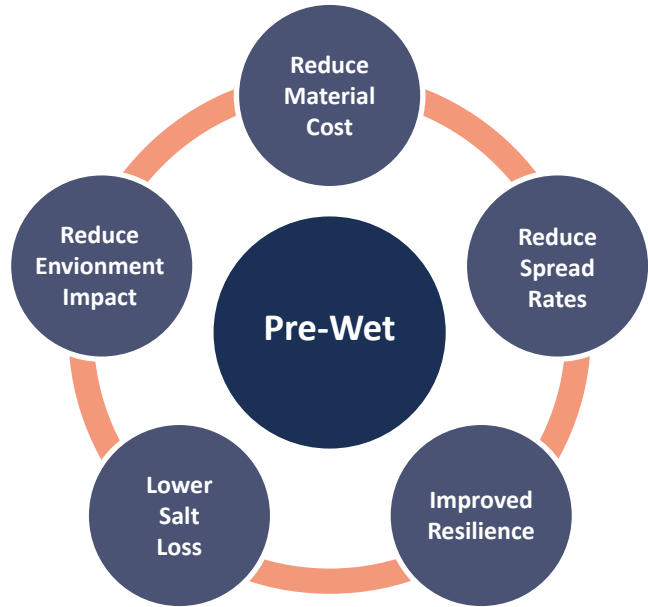 Reduce
Material
Cost
Reduce
Spread
Rates
Improved
Resilience
Lower
Salt
Loss
Reduce
Envionment
Impact
Pre-Wet